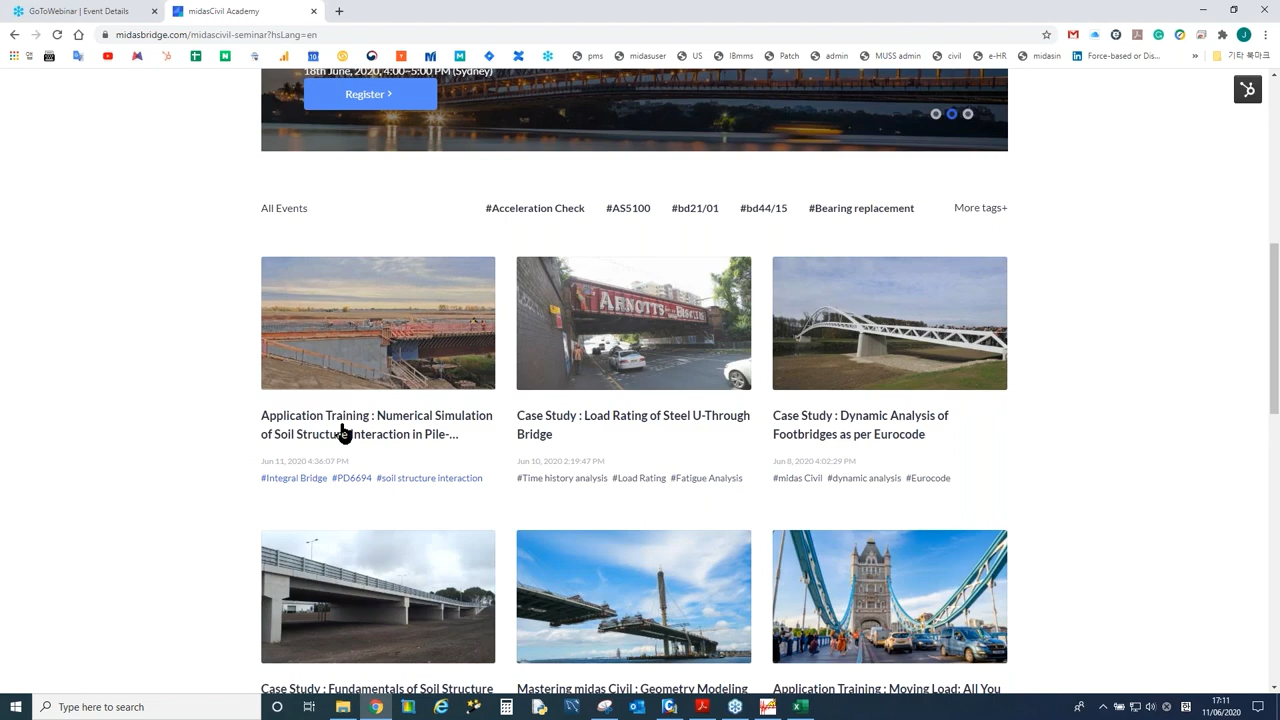 GoToWebinar | Event Details
midasCivil Academy
midasbridge.com/midascivil-seminar?hsLang=en
앱
pms
midasuser
US
IBmms
Patch
admin
MUSS admin
civil
e-HR
midasin
Force-based or Dis...
기타 북마크
18th June, 2020, 4:00~5:00 PM (Sydney)
Register >
All Events
#Acceleration Check
#AS5100
#bd21/01
#bd44/15
#Bearing replacement
More tags+
ARNOTTS
Application Training : Numerical Simulation
of Soil Structure Interaction in Pile-...
Jun 11, 2020 4:36:07 PM
#Integral Bridge #PD6694 #soil structure interaction
Case Study : Load Rating of Steel U-Through
Bridge
Jun 10, 2020 2:19:47 PM
#Time history analysis #Load Rating #Fatigue Analysis
Case Study : Dynamic Analysis of
Footbridges as per Eurocode
Jun 8, 2020 4:02:29 PM
#midas Civil #dynamic analysis #Eurocode
Case Study : Fundamentals of Soil Structure
Mastering midas Civil : Geometry Modeling
Application Training : Moving Load: All You
Type here to search
17:11
11/06/2020